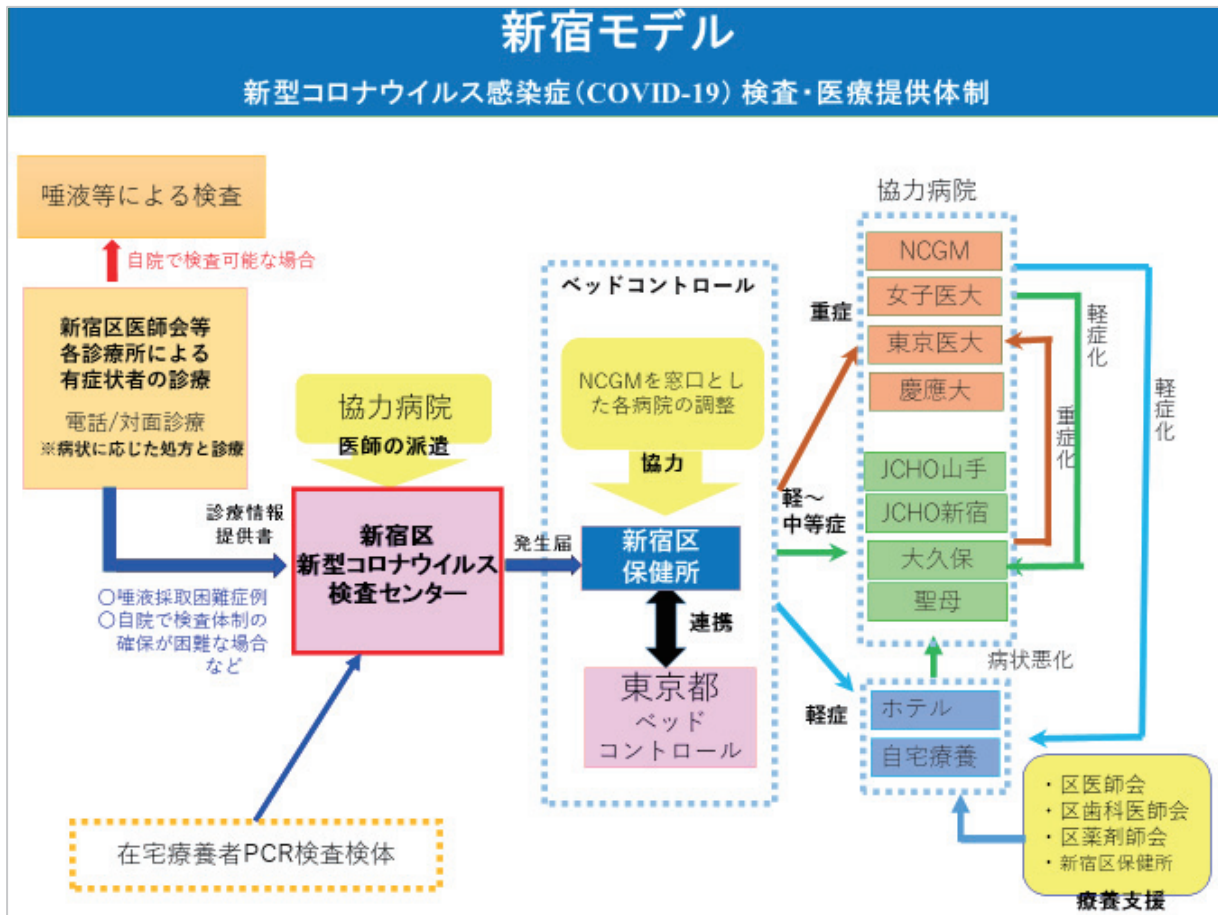 新宿モデル
新型コロナウイルス感染症（COVID-19）検査・医療提供体制
唾液等による検査
自院で検査可能な場合
新宿区医師会等
各診療所による
有症状者の診療
電話/対面診療
※病状に応じた処方と診療
診療情報
提供書
○唾液採取困難症例
○自院で検査体制の
確保が困難な場合
など
在宅療養者PCR検査検体
協力病院
医師の派遣
新宿区
新型コロナウイルス
検査センター
発生届
ベッドコントロール
NCGMを窓口とし
た各病院の調整
協力
新宿区
保健所
連携
東京都
ベッド
コントロール
重症
軽～
中等症
軽症
協力病院
NCGM
女子医大
東京医大
慶應大
JCHO山手
JCHO新宿
大久保
聖母
軽症化
重症化
軽症化
病状悪化
ホテル
自宅療養
・区医師会
・区歯科医師会
・区薬剤師会
・新宿区保健所
療養支援